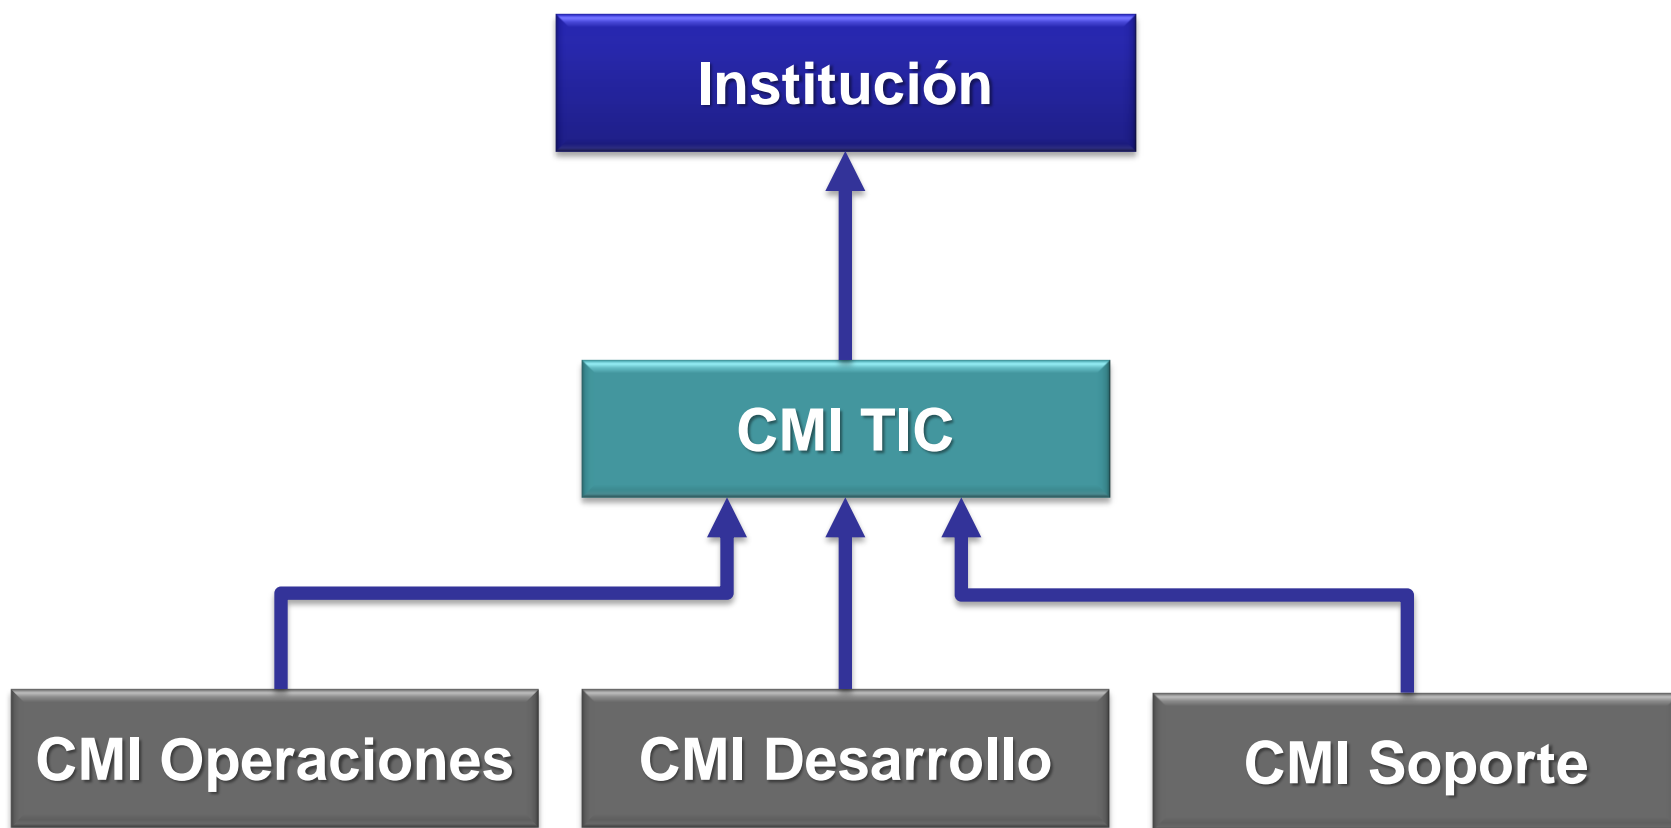 Institución
CMI TIC
CMI Operaciones
CMI Desarrollo
CMI Soporte